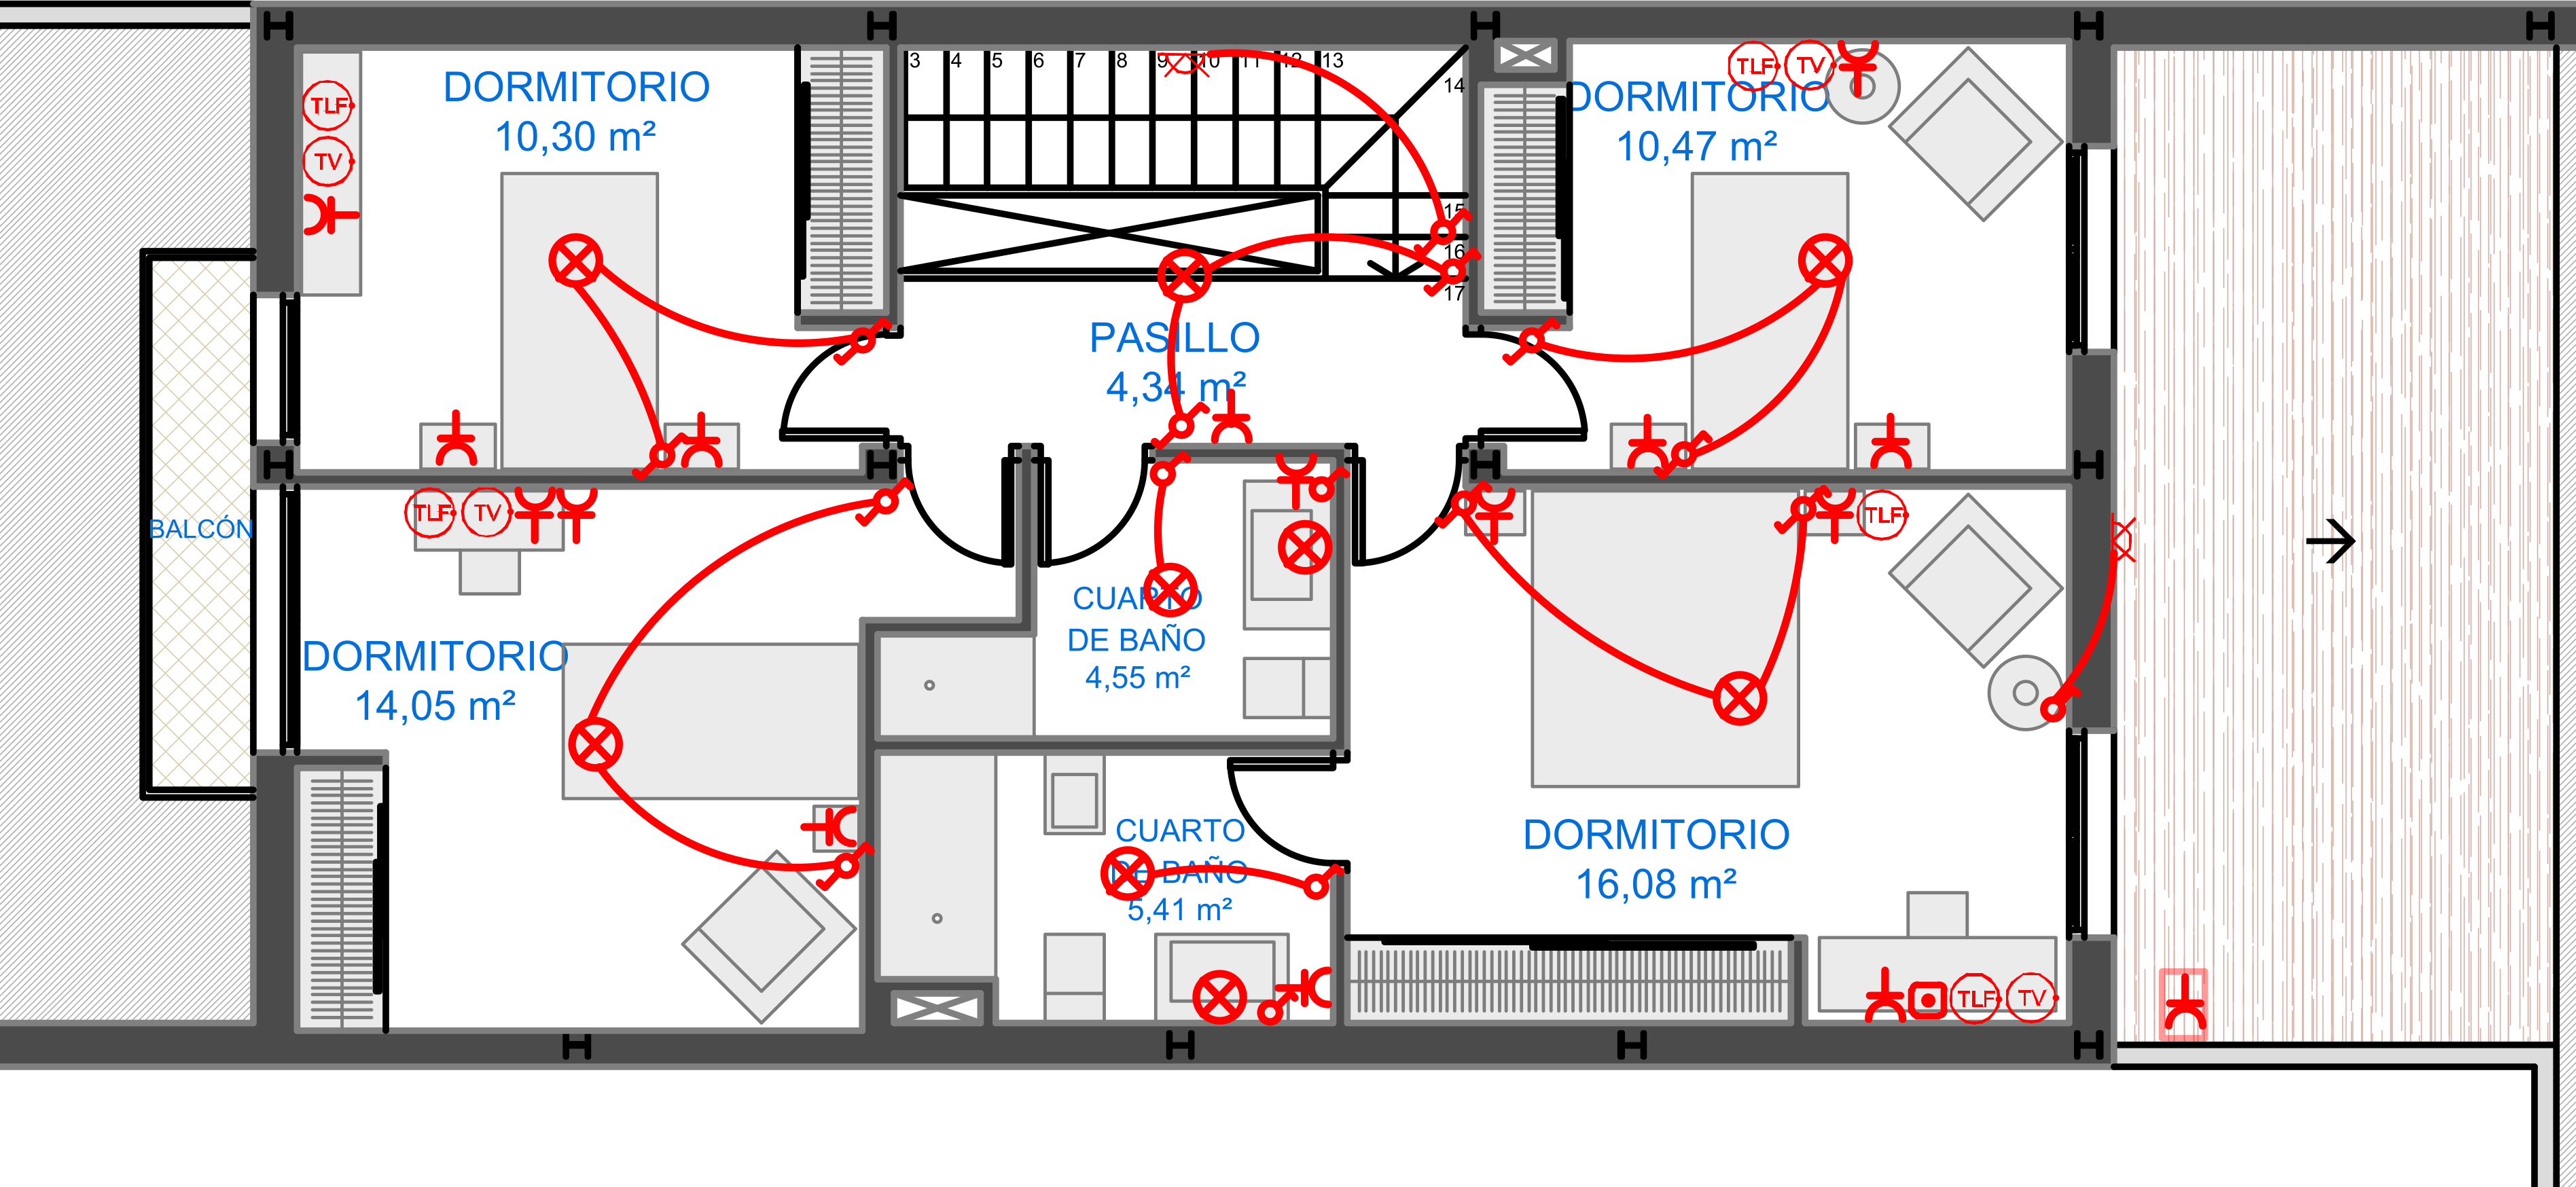 DORMITORIO
10,30 m²
TLF
TV
3 4 5 6 7 8 9 10 11 12 13
14
15
16
17
DORMITORIO
10,47 m²
TLF TV
PASILLO
4,34 m²
BALCÓN
TLF TV
DORMITORIO
14,05 m²
CUARTO
DE BAÑO
4,55 m²
TLF
CUARTO
DE BAÑO
5,41 m²
DORMITORIO
16,08 m²
TLF TV